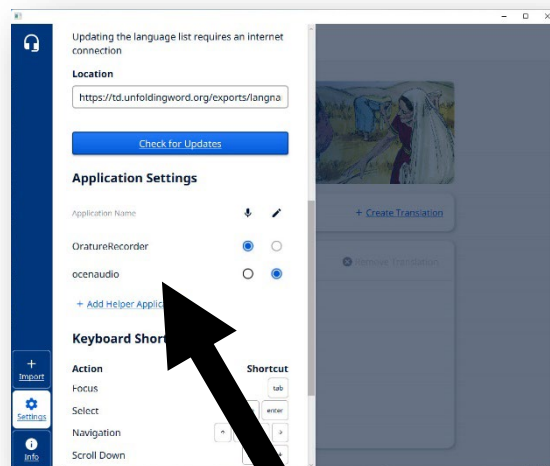 Updating the language list requires an internet
connection
Location
https://td.unfoldingword.org/exports/langna
Check for Updates
Application Settings
Application Name
+ Create Translation
OratureRecorder
Remove Translation
ocenaudio
+ Add Helper Applic
Keyboard Short
Action Shortcut
Focus tab
Select enter
Navigation
Scroll Down
+
Import
Settings
Info